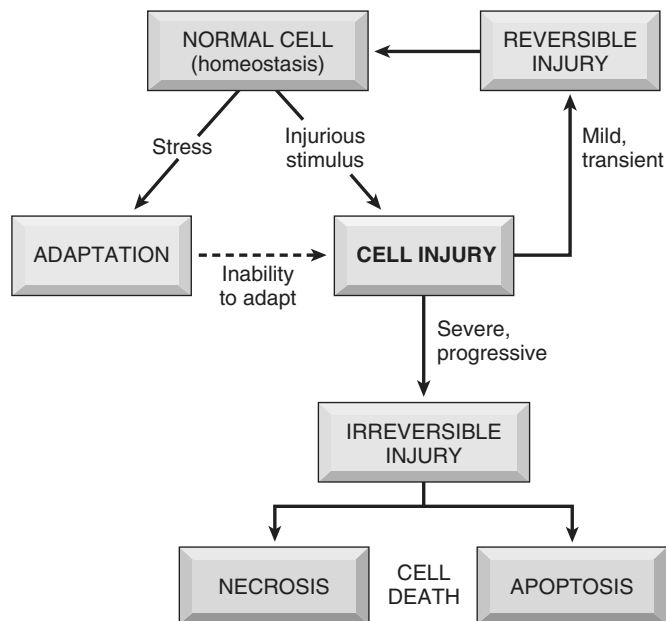 NORMAL CELL
(homeostasis)
REVERSIBLE
INJURY
Stress
Injurious
stimulus
Mild,
transient
ADAPTATION
Inability
to adapt
CELL INJURY
Severe,
progressive
IRREVERSIBLE
INJURY
NECROSIS
CELL
DEATH
APOPTOSIS